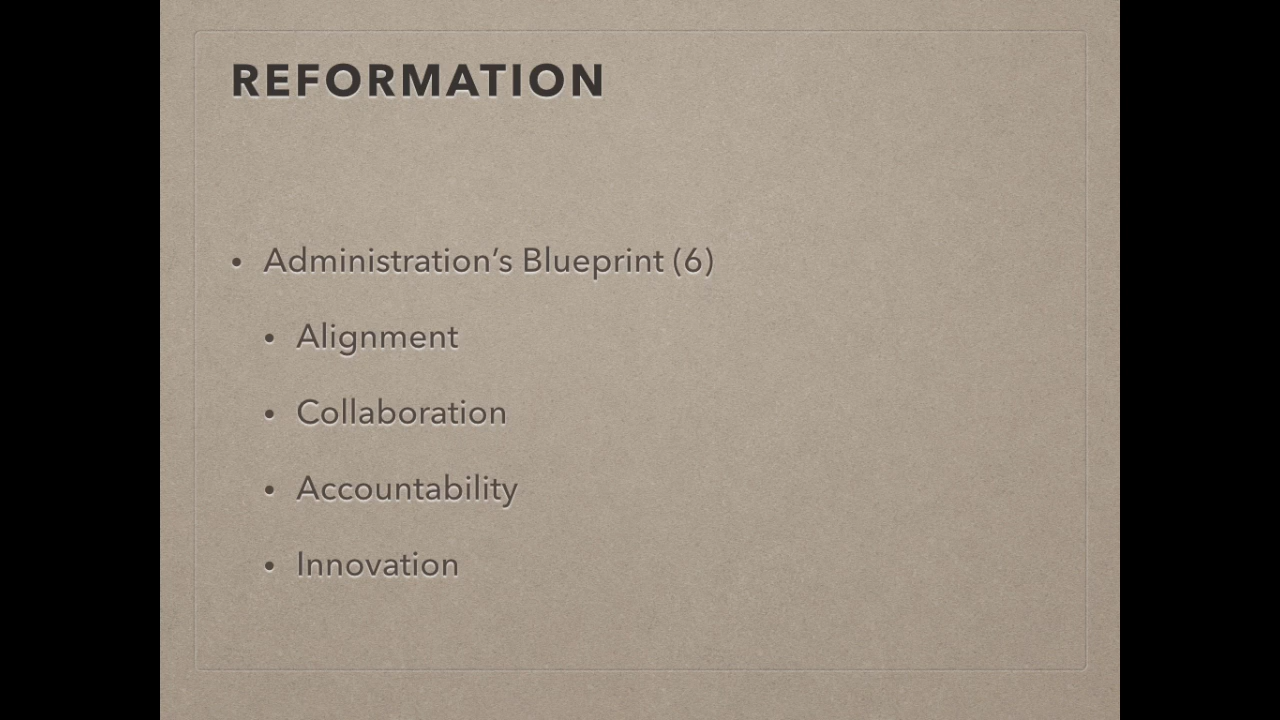 REFORMATION
• Administration’s Blueprint (6)
• Alignment
• Collaboration
• Accountability
• Innovation